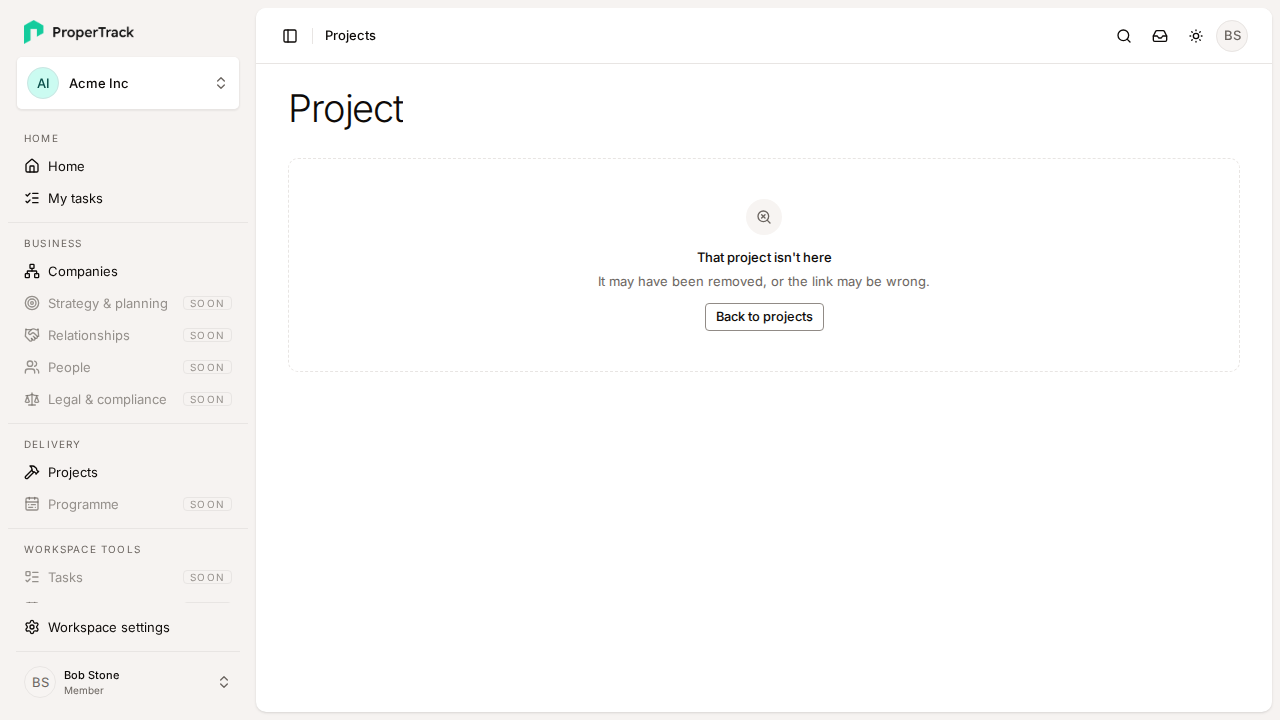 ProperTrack
AI
Acme Inc
HOME
Home
My tasks
BUSINESS
Companies
Strategy & planning SOON
Relationships SOON
People SOON
Legal & compliance SOON
DELIVERY
Projects
Programme SOON
WORKSPACE TOOLS
Tasks SOON
Workspace settings
BS
Bob Stone
Member
Projects
BS
Project
That project isn't here
It may have been removed, or the link may be wrong.
Back to projects